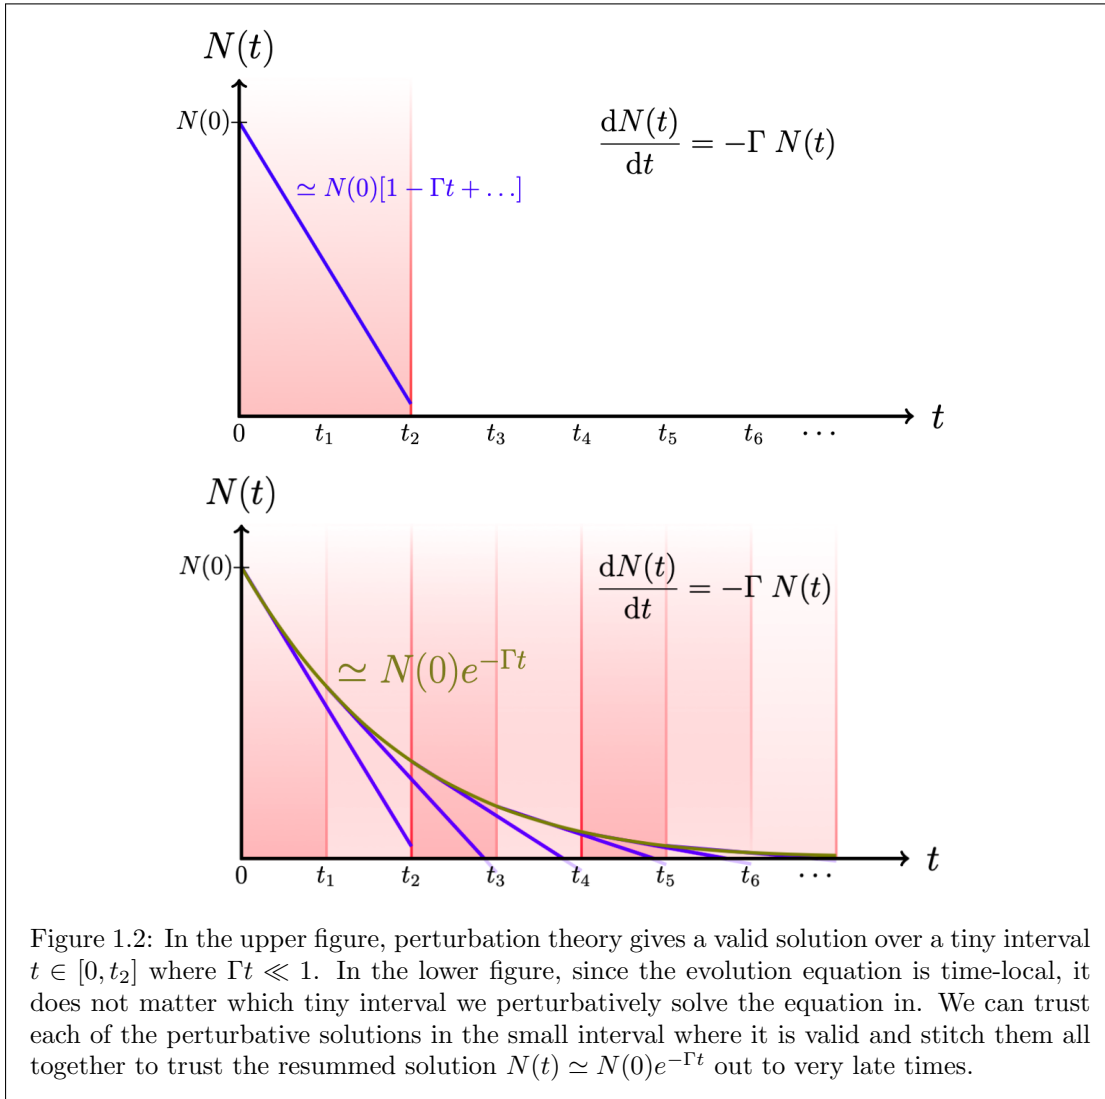 N(t)
N(0)
dN(t)/dt = −Γ N(t)
≃ N(0)[1 − Γt + …]
0 t₁ t₂ t₃ t₄ t₅ t₆ ⋯ t
N(t)
N(0)
dN(t)/dt = −Γ N(t)
≃ N(0)e^{−Γt}
0 t₁ t₂ t₃ t₄ t₅ t₆ ⋯ t
Figure 1.2: In the upper figure, perturbation theory gives a valid solution over a tiny interval
t ∈ [0, t₂] where Γt ≪ 1. In the lower figure, since the evolution equation is time-local, it
does not matter which tiny interval we perturbatively solve the equation in. We can trust
each of the perturbative solutions in the small interval where it is valid and stitch them all
together to trust the resummed solution N(t) ≃ N(0)e^{−Γt} out to very late times.